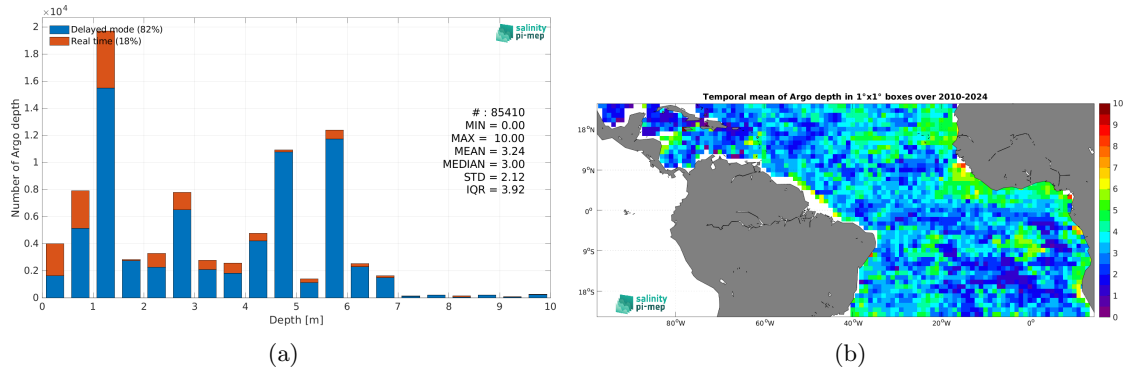 ×10⁴
2
1.8
1.6
1.4
1.2
1
0.8
0.6
0.4
0.2
0
Number of Argo depth
Delayed mode (82%)
Real time (18%)
salinity
pi-mep
# : 85410
MIN = 0.00
MAX = 10.00
MEAN = 3.24
MEDIAN = 3.00
STD = 2.12
IQR = 3.92
0 1 2 3 4 5 6 7 8 9 10
Depth [m]
(a)
Temporal mean of Argo depth in 1°x1° boxes over 2010-2024
18°N
9°N
0°
9°S
18°S
salinity
pi-mep
80°W 60°W 40°W 20°W 0°
10
9
8
7
6
5
4
3
2
1
0
(b)